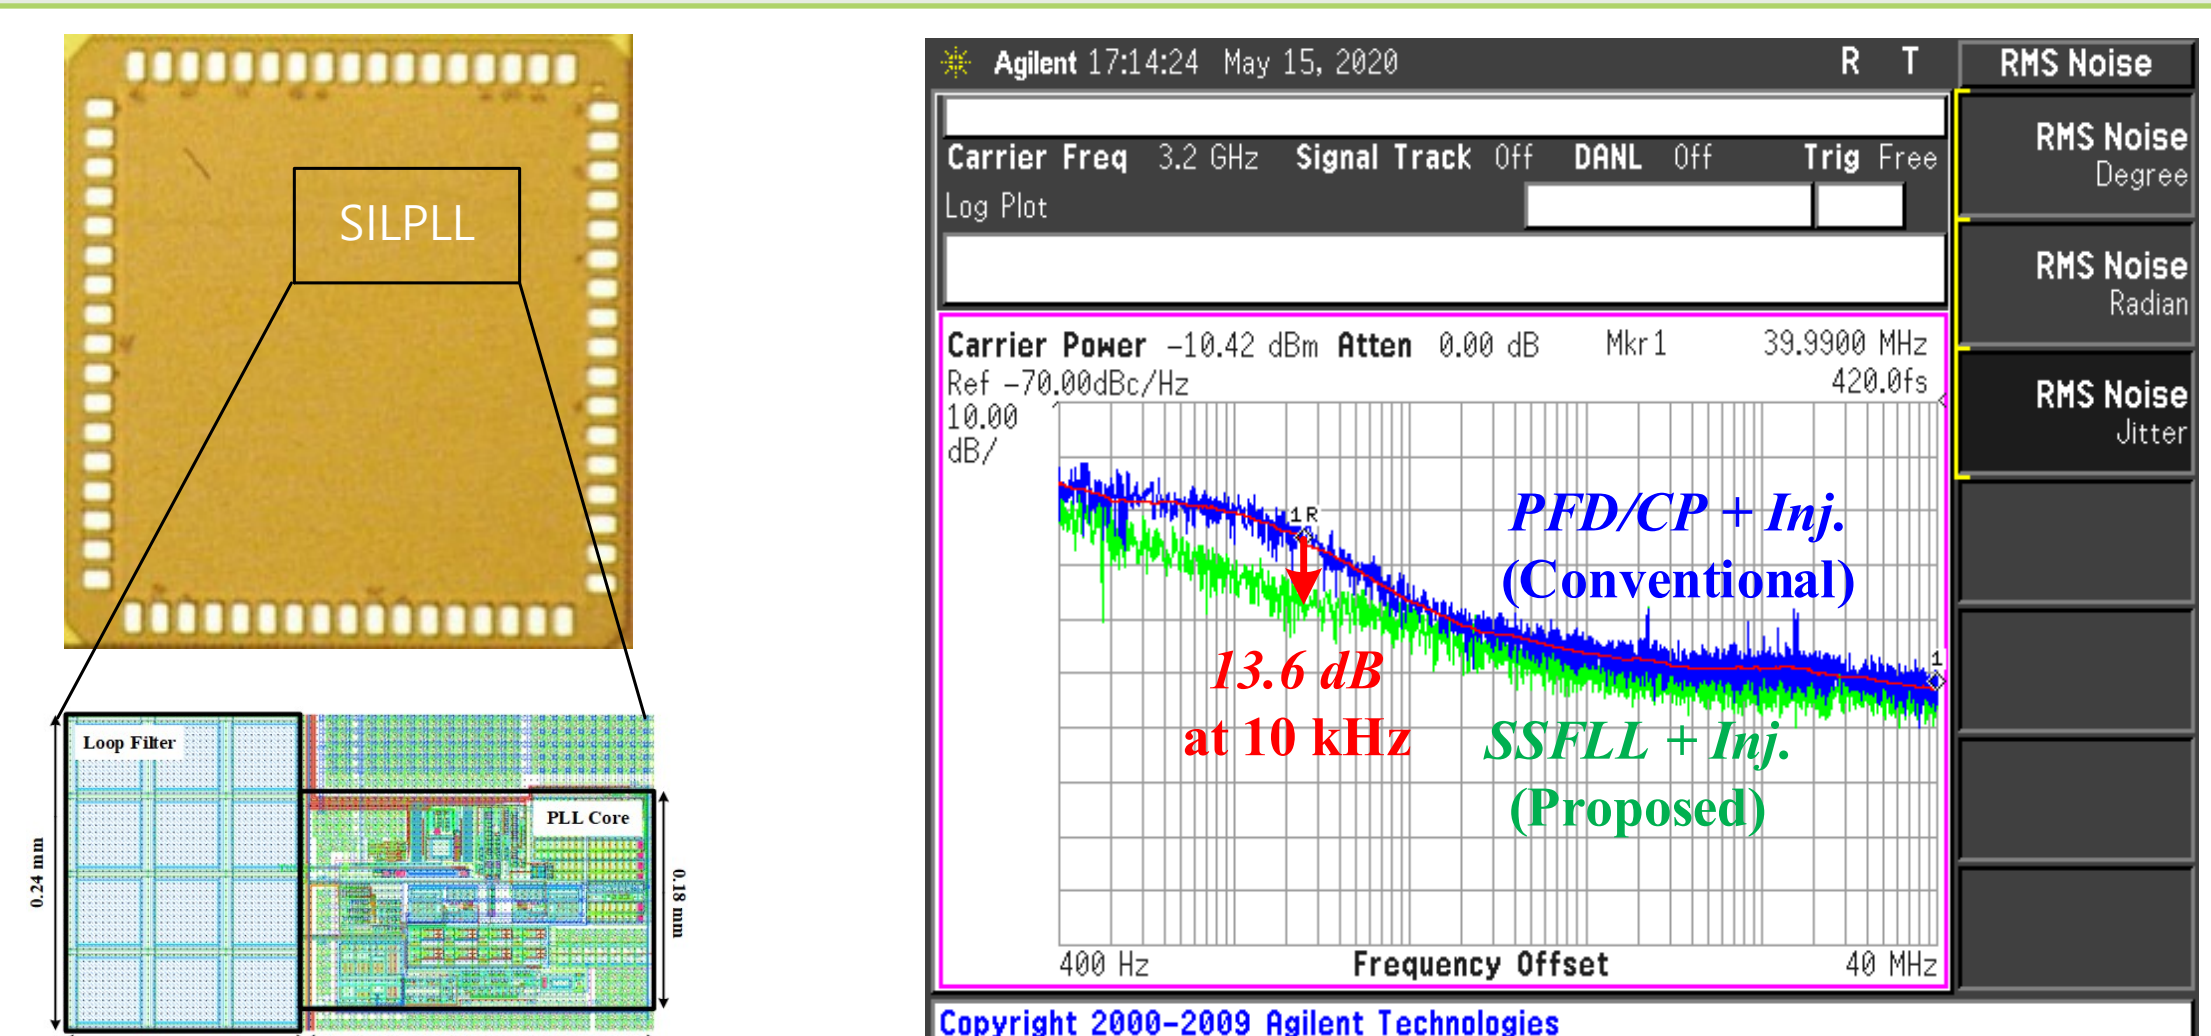 SILPLL
Loop Filter
PLL Core
0.24 mm
0.18 mm
Agilent 17:14:24 May 15, 2020
R T
RMS Noise
Carrier Freq 3.2 GHz Signal Track Off DANL Off Trig Free
Log Plot
Carrier Power -10.42 dBm Atten 0.00 dB Mkr1 39.9900 MHz
Ref -70.00dBc/Hz 420.0fs
10.00
dB/
1R
PFD/CP + Inj.
(Conventional)
13.6 dB
at 10 kHz
SSFLL + Inj.
(Proposed)
1
400 Hz Frequency Offset 40 MHz
RMS Noise
Degree
RMS Noise
Radian
RMS Noise
Jitter
Copyright 2000-2009 Agilent Technologies